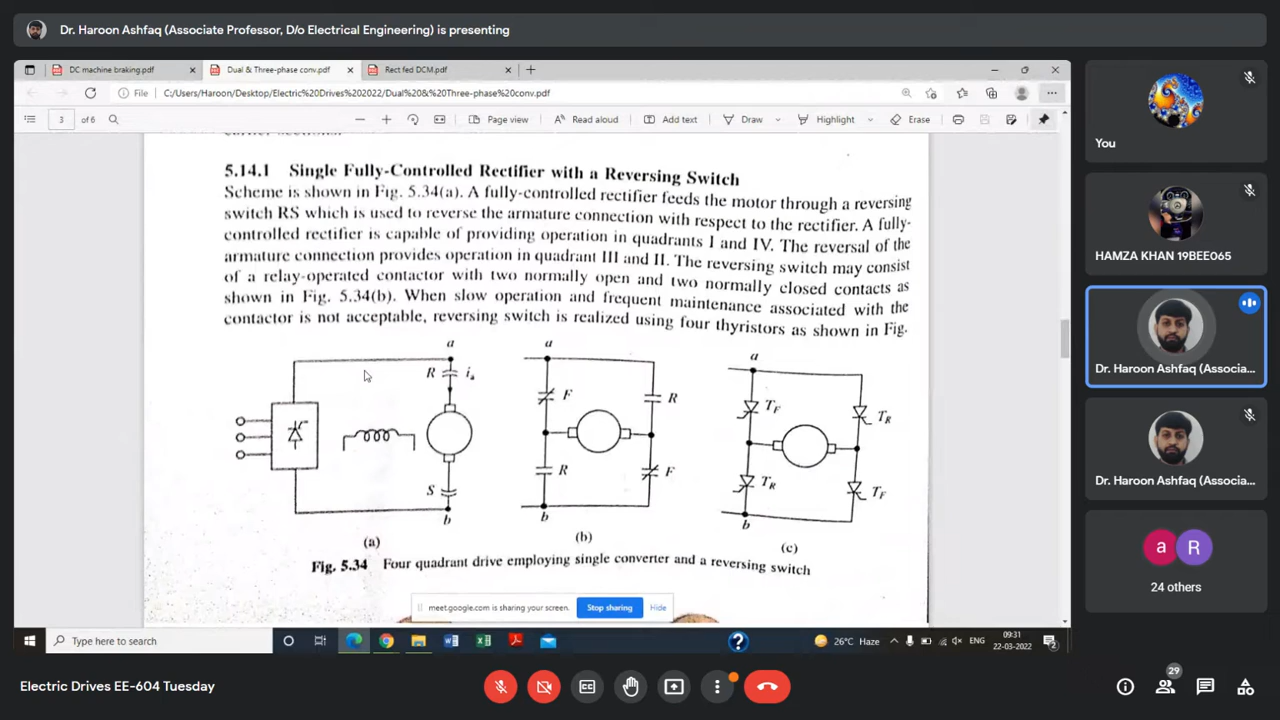 Dr. Haroon Ashfaq (Associate Professor, D/o Electrical Engineering) is presenting
DC machine braking.pdf
Dual & Three-phase conv.pdf
Rect fed DCM.pdf
File
C:/Users/Haroon/Desktop/Electric%20Drives%202022/Dual%20&%20Three-phase%20conv.pdf
3 of 6
Page view
Read aloud
Add text
Draw
Highlight
Erase
5.14.1 Single Fully-Controlled Rectifier with a Reversing Switch
Scheme is shown in Fig. 5.34(a). A fully-controlled rectifier feeds the motor through a reversing
switch RS which is used to reverse the armature connection with respect to the rectifier. A fully-
controlled rectifier is capable of providing operation in quadrants I and IV. The reversal of the
armature connection provides operation in quadrant III and II. The reversing switch may consist
of a relay-operated contactor with two normally open and two normally closed contacts as
shown in Fig. 5.34(b). When slow operation and frequent maintenance associated with the
contactor is not acceptable, reversing switch is realized using four thyristors as shown in Fig.
a
R
ia
S
b
(a)
a
F
R
R
F
b
(b)
a
TF
TR
TR
TF
b
(c)
Fig. 5.34 Four quadrant drive employing single converter and a reversing switch
meet.google.com is sharing your screen.
Stop sharing
Hide
Type here to search
26°C Haze
ENG
09:31
22-03-2022
2
You
HAMZA KHAN 19BEE065
Dr. Haroon Ashfaq (Associa...
Dr. Haroon Ashfaq (Associa...
a
R
24 others
Electric Drives EE-604 Tuesday
29